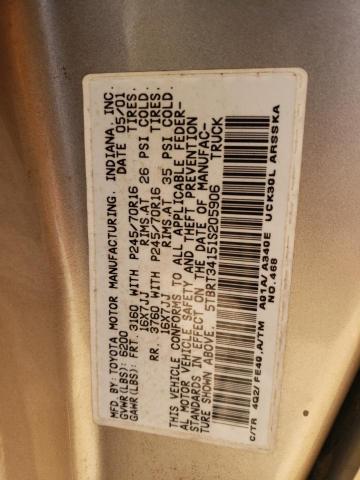 MFD. BY: TOYOTA MOTOR MANUFACTURING, INDIANA, INC.
GVWR(LBS): 6200 DATE 05/01
GAWR(LBS): FRT. 3160 WITH P245/70R16 TIRES.
16X7JJ RIMS.AT 26 PSI COLD.
RR. 3760 WITH P245/70R16 TIRES.
16X7JJ RIMS.AT 35 PSI COLD.
THIS VEHICLE CONFORMS TO ALL APPLICABLE FEDER-
AL MOTOR VEHICLE SAFETY AND THEFT PREVENTION
STANDARDS IN EFFECT ON THE DATE OF MANUFAC-
TURE SHOWN ABOVE. 5TBRT34151S205906 TRUCK
C/TR 4Q2/FE40,A/TM A01A/A340E UCK30L ARSSKA
NO.468